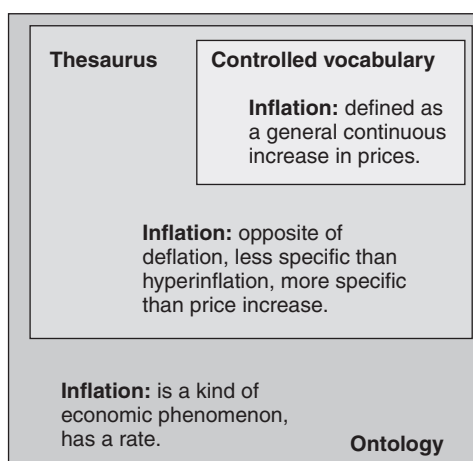 Thesaurus
Controlled vocabulary
Inflation: defined as
a general continuous
increase in prices.
Inflation: opposite of
deflation, less specific than
hyperinflation, more specific
than price increase.
Inflation: is a kind of
economic phenomenon,
has a rate.
Ontology